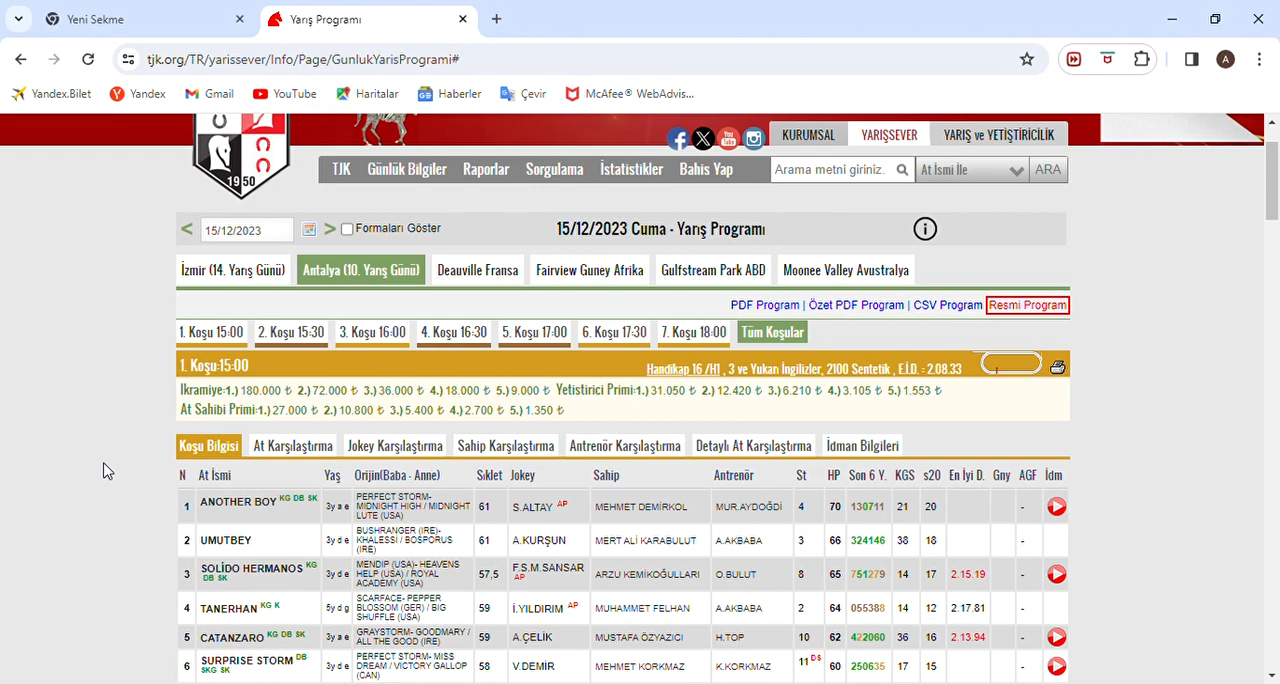 Yeni Sekme
Yarış Programı
tjk.org/TR/yarissever/Info/Page/GunlukYarisProgrami#
A
Yandex.Bilet Yandex Gmail YouTube Haritalar Haberler Çevir McAfee® WebAdvis...
C C
1950
You Tube
KURUMSAL YARIŞSEVER YARIŞ ve YETİŞTİRİCİLİK
TJK Günlük Bilgiler Raporlar Sorgulama İstatistikler Bahis Yap Arama metni giriniz. At İsmi İle ARA
< 15/12/2023 > Formaları Göster 15/12/2023 Cuma - Yarış Programı
İzmir (14. Yarış Günü) Antalya (10. Yarış Günü) Deauville Fransa Fairview Guney Afrika Gulfstream Park ABD Moonee Valley Avustralya
PDF Program | Özet PDF Program | CSV Program Resmi Program
1. Koşu 15:00 2. Koşu 15:30 3. Koşu 16:00 4. Koşu 16:30 5. Koşu 17:00 6. Koşu 17:30 7. Koşu 18:00 Tüm Koşular
1. Koşu:15:00 Handikap 16 /H1 , 3 ve Yukarı İngilizler, 2100 Sentetik , E.İ.D. : 2.08.33
İkramiye:1.) 180.000 ₺ 2.) 72.000 ₺ 3.) 36.000 ₺ 4.) 18.000 ₺ 5.) 9.000 ₺ Yetistirici Primi:1.) 31.050 ₺ 2.) 12.420 ₺ 3.) 6.210 ₺ 4.) 3.105 ₺ 5.) 1.553 ₺
At Sahibi Primi:1.) 27.000 ₺ 2.) 10.800 ₺ 3.) 5.400 ₺ 4.) 2.700 ₺ 5.) 1.350 ₺
Koşu Bilgisi At Karşılaştırma Jokey Karşılaştırma Sahip Karşılaştırma Antrenör Karşılaştırma Detaylı At Karşılaştırma İdman Bilgileri
N At İsmi Yaş Orijin(Baba - Anne) Sıklet Jokey Sahip Antrenör St HP Son 6 Y. KGS s20 En İyi D. Gny AGF İdm
1 ANOTHER BOY KG DB SK 3y a e PERFECT STORM- MIDNIGHT HIGH / MIDNIGHT LUTE (USA) 61 S.ALTAY AP MEHMET DEMİRKOL MUR.AYDOĞDİ 4 70 130711 21 20 -
2 UMUTBEY 3y d e BUSHRANGER (IRE)- KHALESSI / BOSPORUS (IRE) 61 A.KURŞUN MERT ALİ KARABULUT A.AKBABA 3 66 324146 38 18 -
3 SOLİDO HERMANOS KG DB SK 3y d e MENDIP (USA)- HEAVENS HELP (USA) / ROYAL ACADEMY (USA) 57,5 F.S.M.SANSAR AP ARZU KEMİKOĞULLARI O.BULUT 8 65 751279 14 17 2.15.19 -
4 TANERHAN KG K 5y d g SCARFACE- PEPPER BLOSSOM (GER) / BIG SHUFFLE (USA) 59 İ.YILDIRIM AP MUHAMMET FELHAN A.AKBABA 2 64 055388 14 12 2.17.81 -
5 CATANZARO KG DB SK 3y a e GRAYSTORM- GOODMARY / ALL THE GOOD (IRE) 59 A.ÇELİK MUSTAFA ÖZYAZICI H.TOP 10 62 422060 36 16 2.13.94 -
6 SURPRISE STORM DB SKG SK 3y d e PERFECT STORM- MISS DREAM / VICTORY GALLOP (CAN) 58 V.DEMİR MEHMET KORKMAZ K.KORKMAZ 11 DS 60 250635 17 15 -